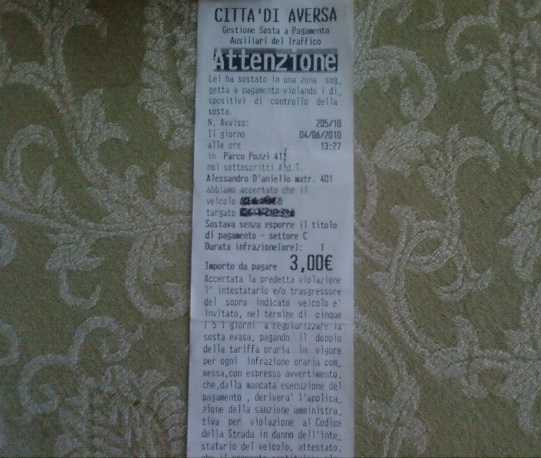 CITTA'DI AVERSA
Gestione Sosta a Pagamento
Ausiliari del Traffico
Attenzione
Lei ha sostato in una zona sog_
getta a pagamento violando i di_
spositivi di controllo della
sosta.
N. Avviso: 205/10
Il giorno 04/06/2010
alle ore 13:27
in Parco Pozzi 41
noi sottoscritti A.d.T.
Alessandro D'aniello matr. 401
abbiamo accertato che il
veicolo
targato
Sostava senza esporre il titolo
di pagamento - settore C
Durata infrazione(ore): 1
Importo da pagare 3,00€
Accertata la predetta violazione
l' intestatario e/o trasgressore
del sopra indicato veicolo e'
invitato, nel termine di cinque
( 5 ) giorni a regolarizzare la
sosta evasa, pagando il doppio
della tariffa oraria in vigore
per ogni infrazione oraria com_
messa,con espresso avvertimento,
che,dalla mancata esecuzione del
pagamento , derivera' l'applica_
zione della sanzione amministra_
tiva per violazione al Codice
della Strada in danno dell'inte_
statario del veicolo, attestato,